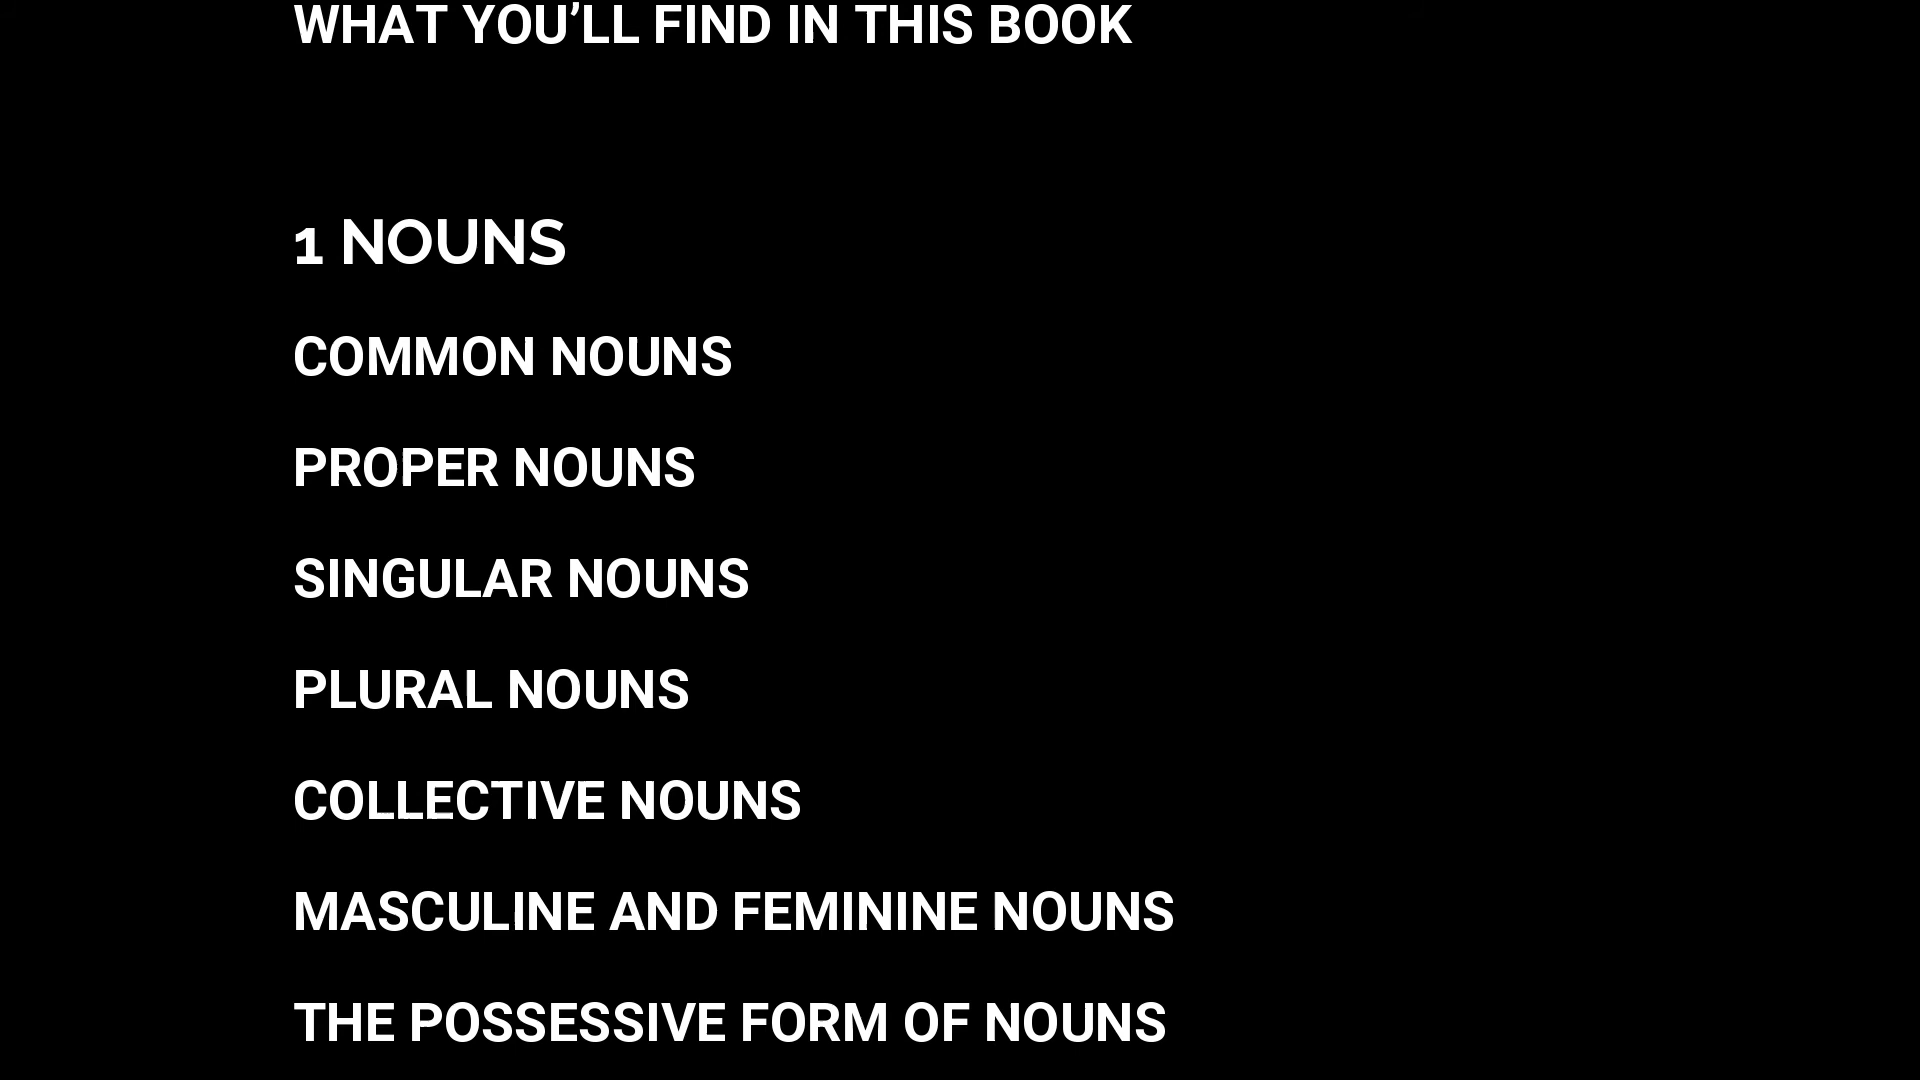 WHAT YOU’LL FIND IN THIS BOOK
1 NOUNS
COMMON NOUNS
PROPER NOUNS
SINGULAR NOUNS
PLURAL NOUNS
COLLECTIVE NOUNS
MASCULINE AND FEMININE NOUNS
THE POSSESSIVE FORM OF NOUNS